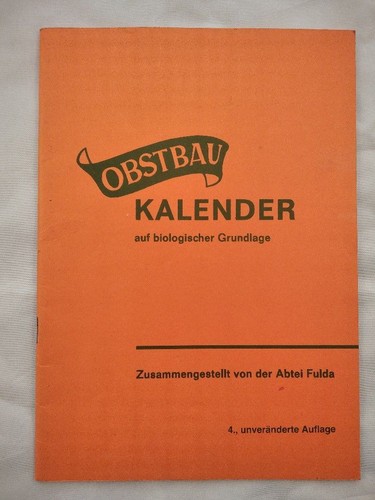 OBSTBAU
KALENDER
auf biologischer Grundlage
Zusammengestellt von der Abtei Fulda
4., unveränderte Auflage